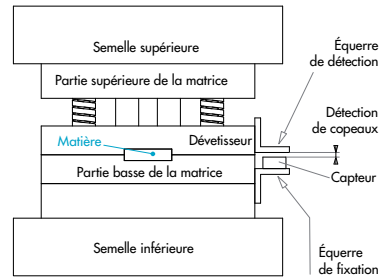 Semelle supérieure
Équerre
de détection
Partie supérieure de la matrice
Détection
de copeaux
Matière
Dévetisseur
Partie basse de la matrice
Capteur
Semelle inférieure
Équerre
de fixation